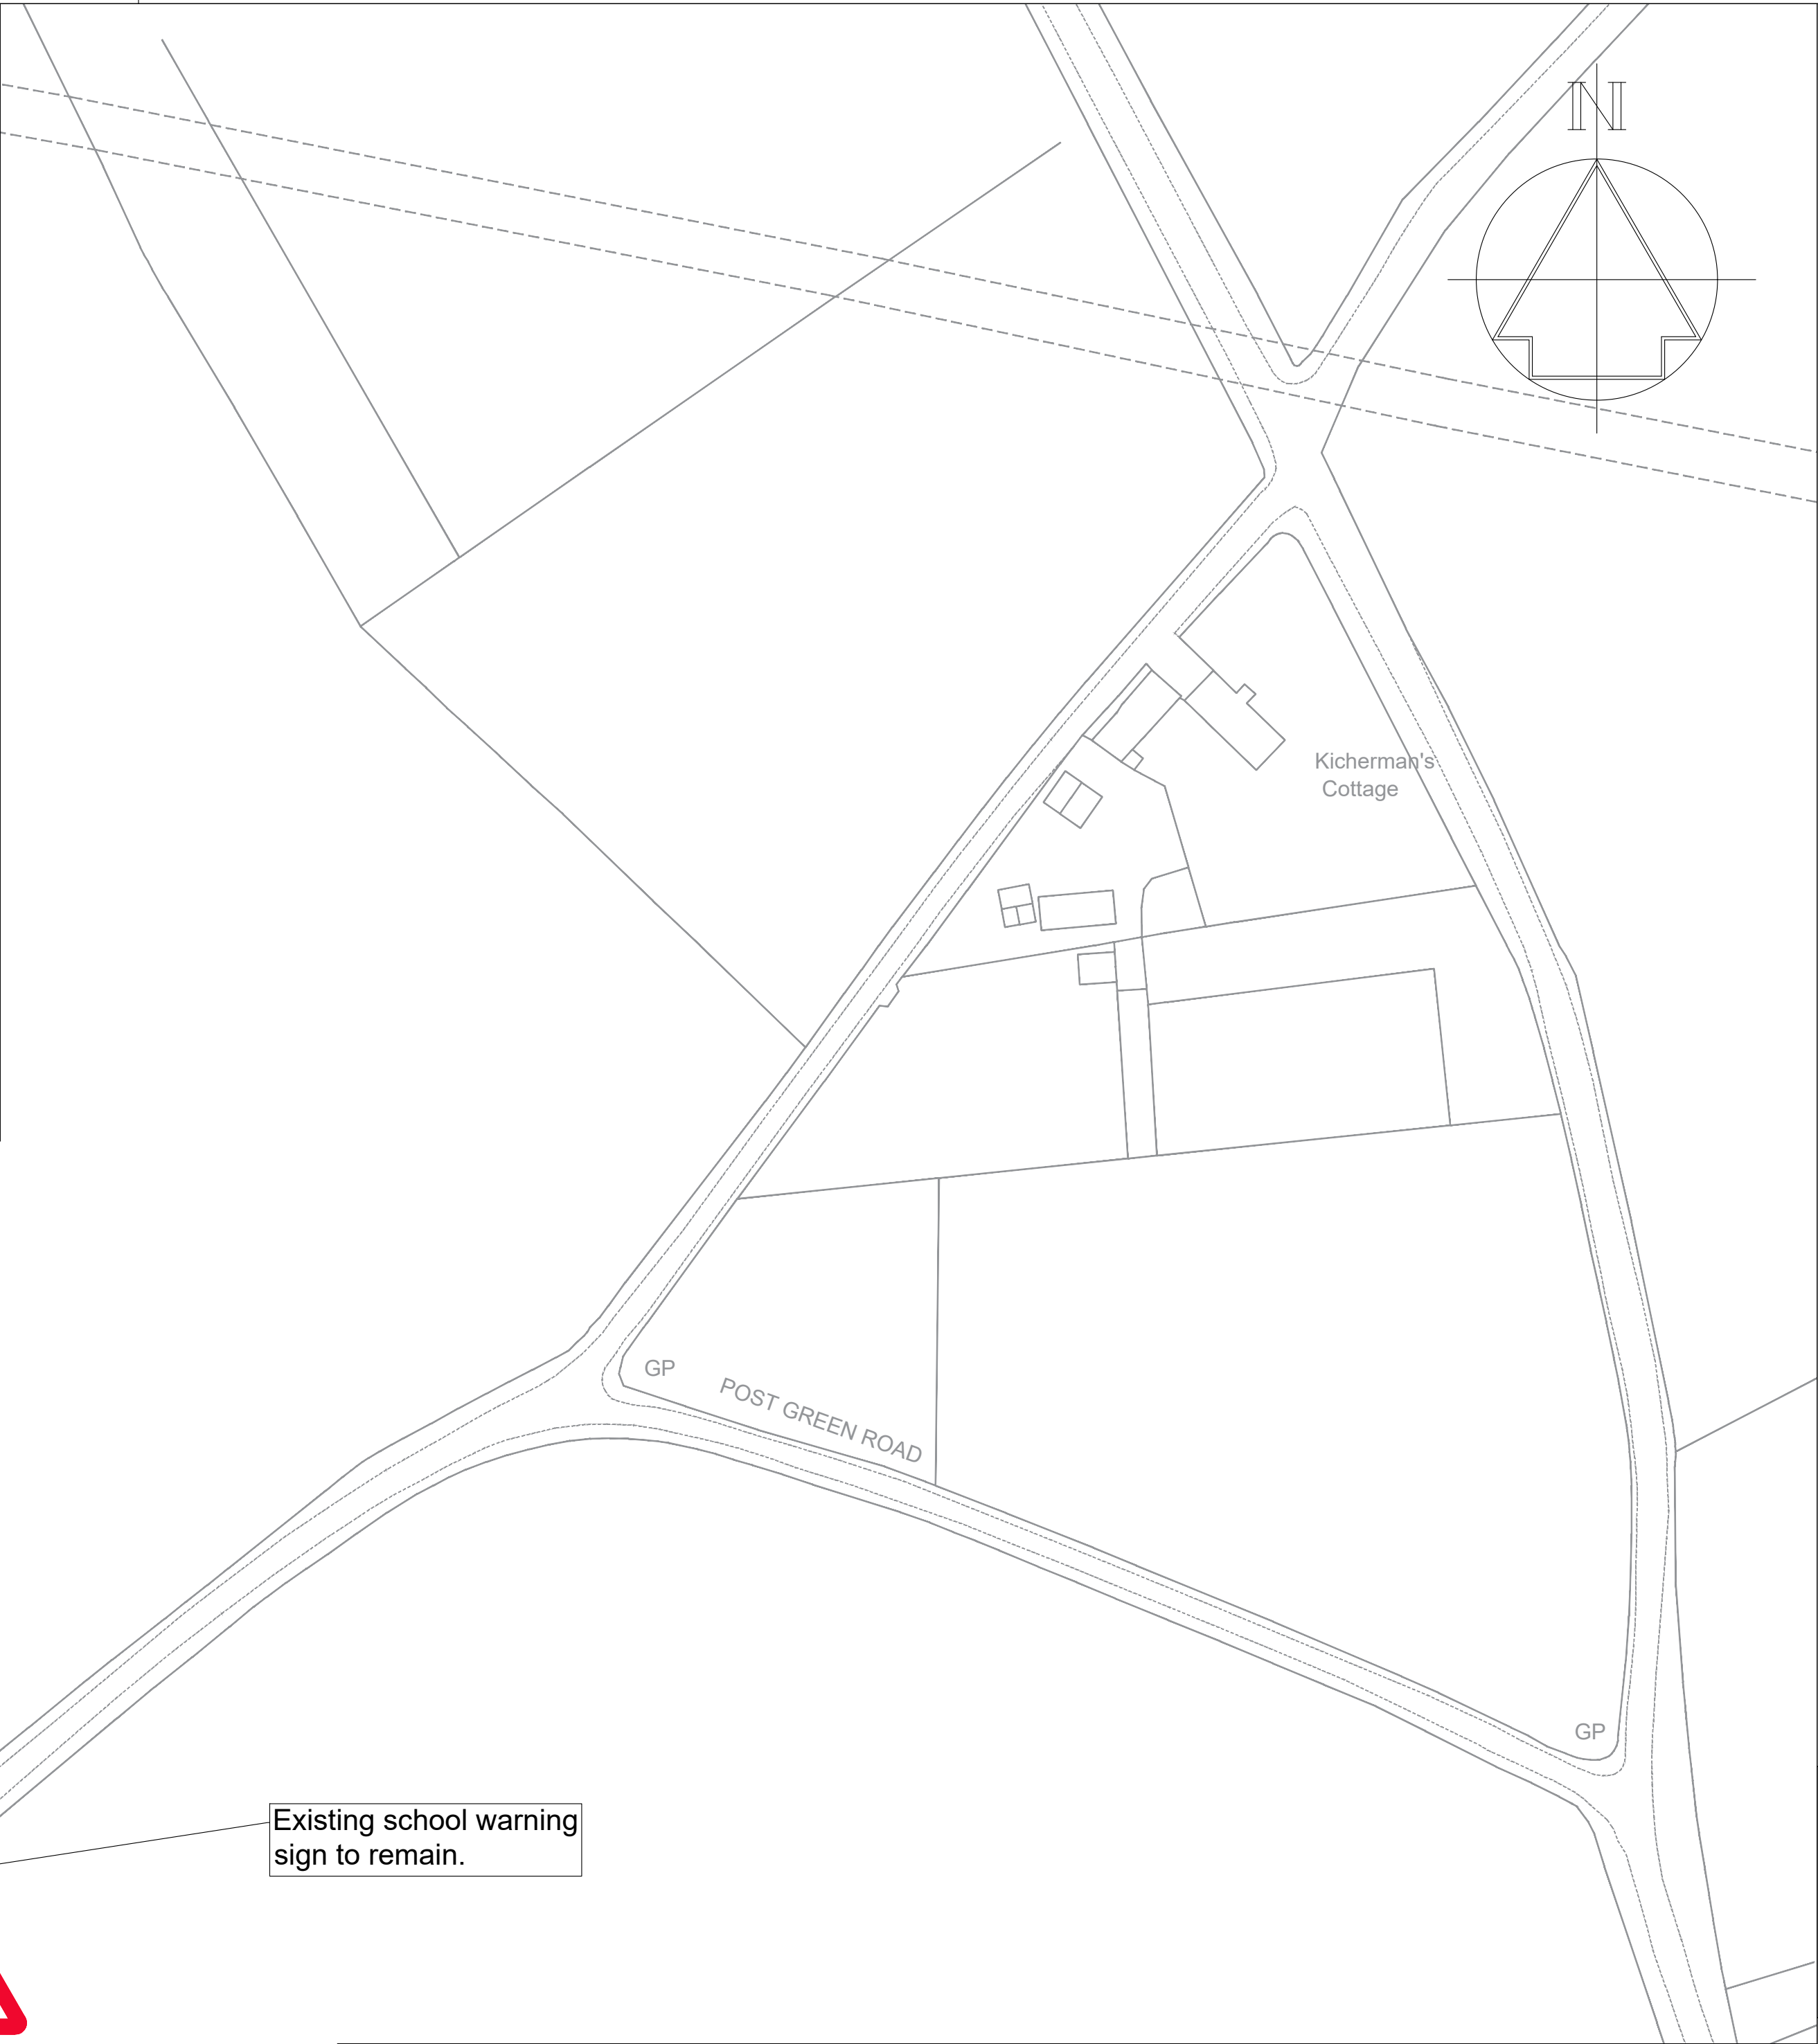 N
Kicherman's
Cottage
GP
POST GREEN ROAD
GP
Existing school warning
sign to remain.